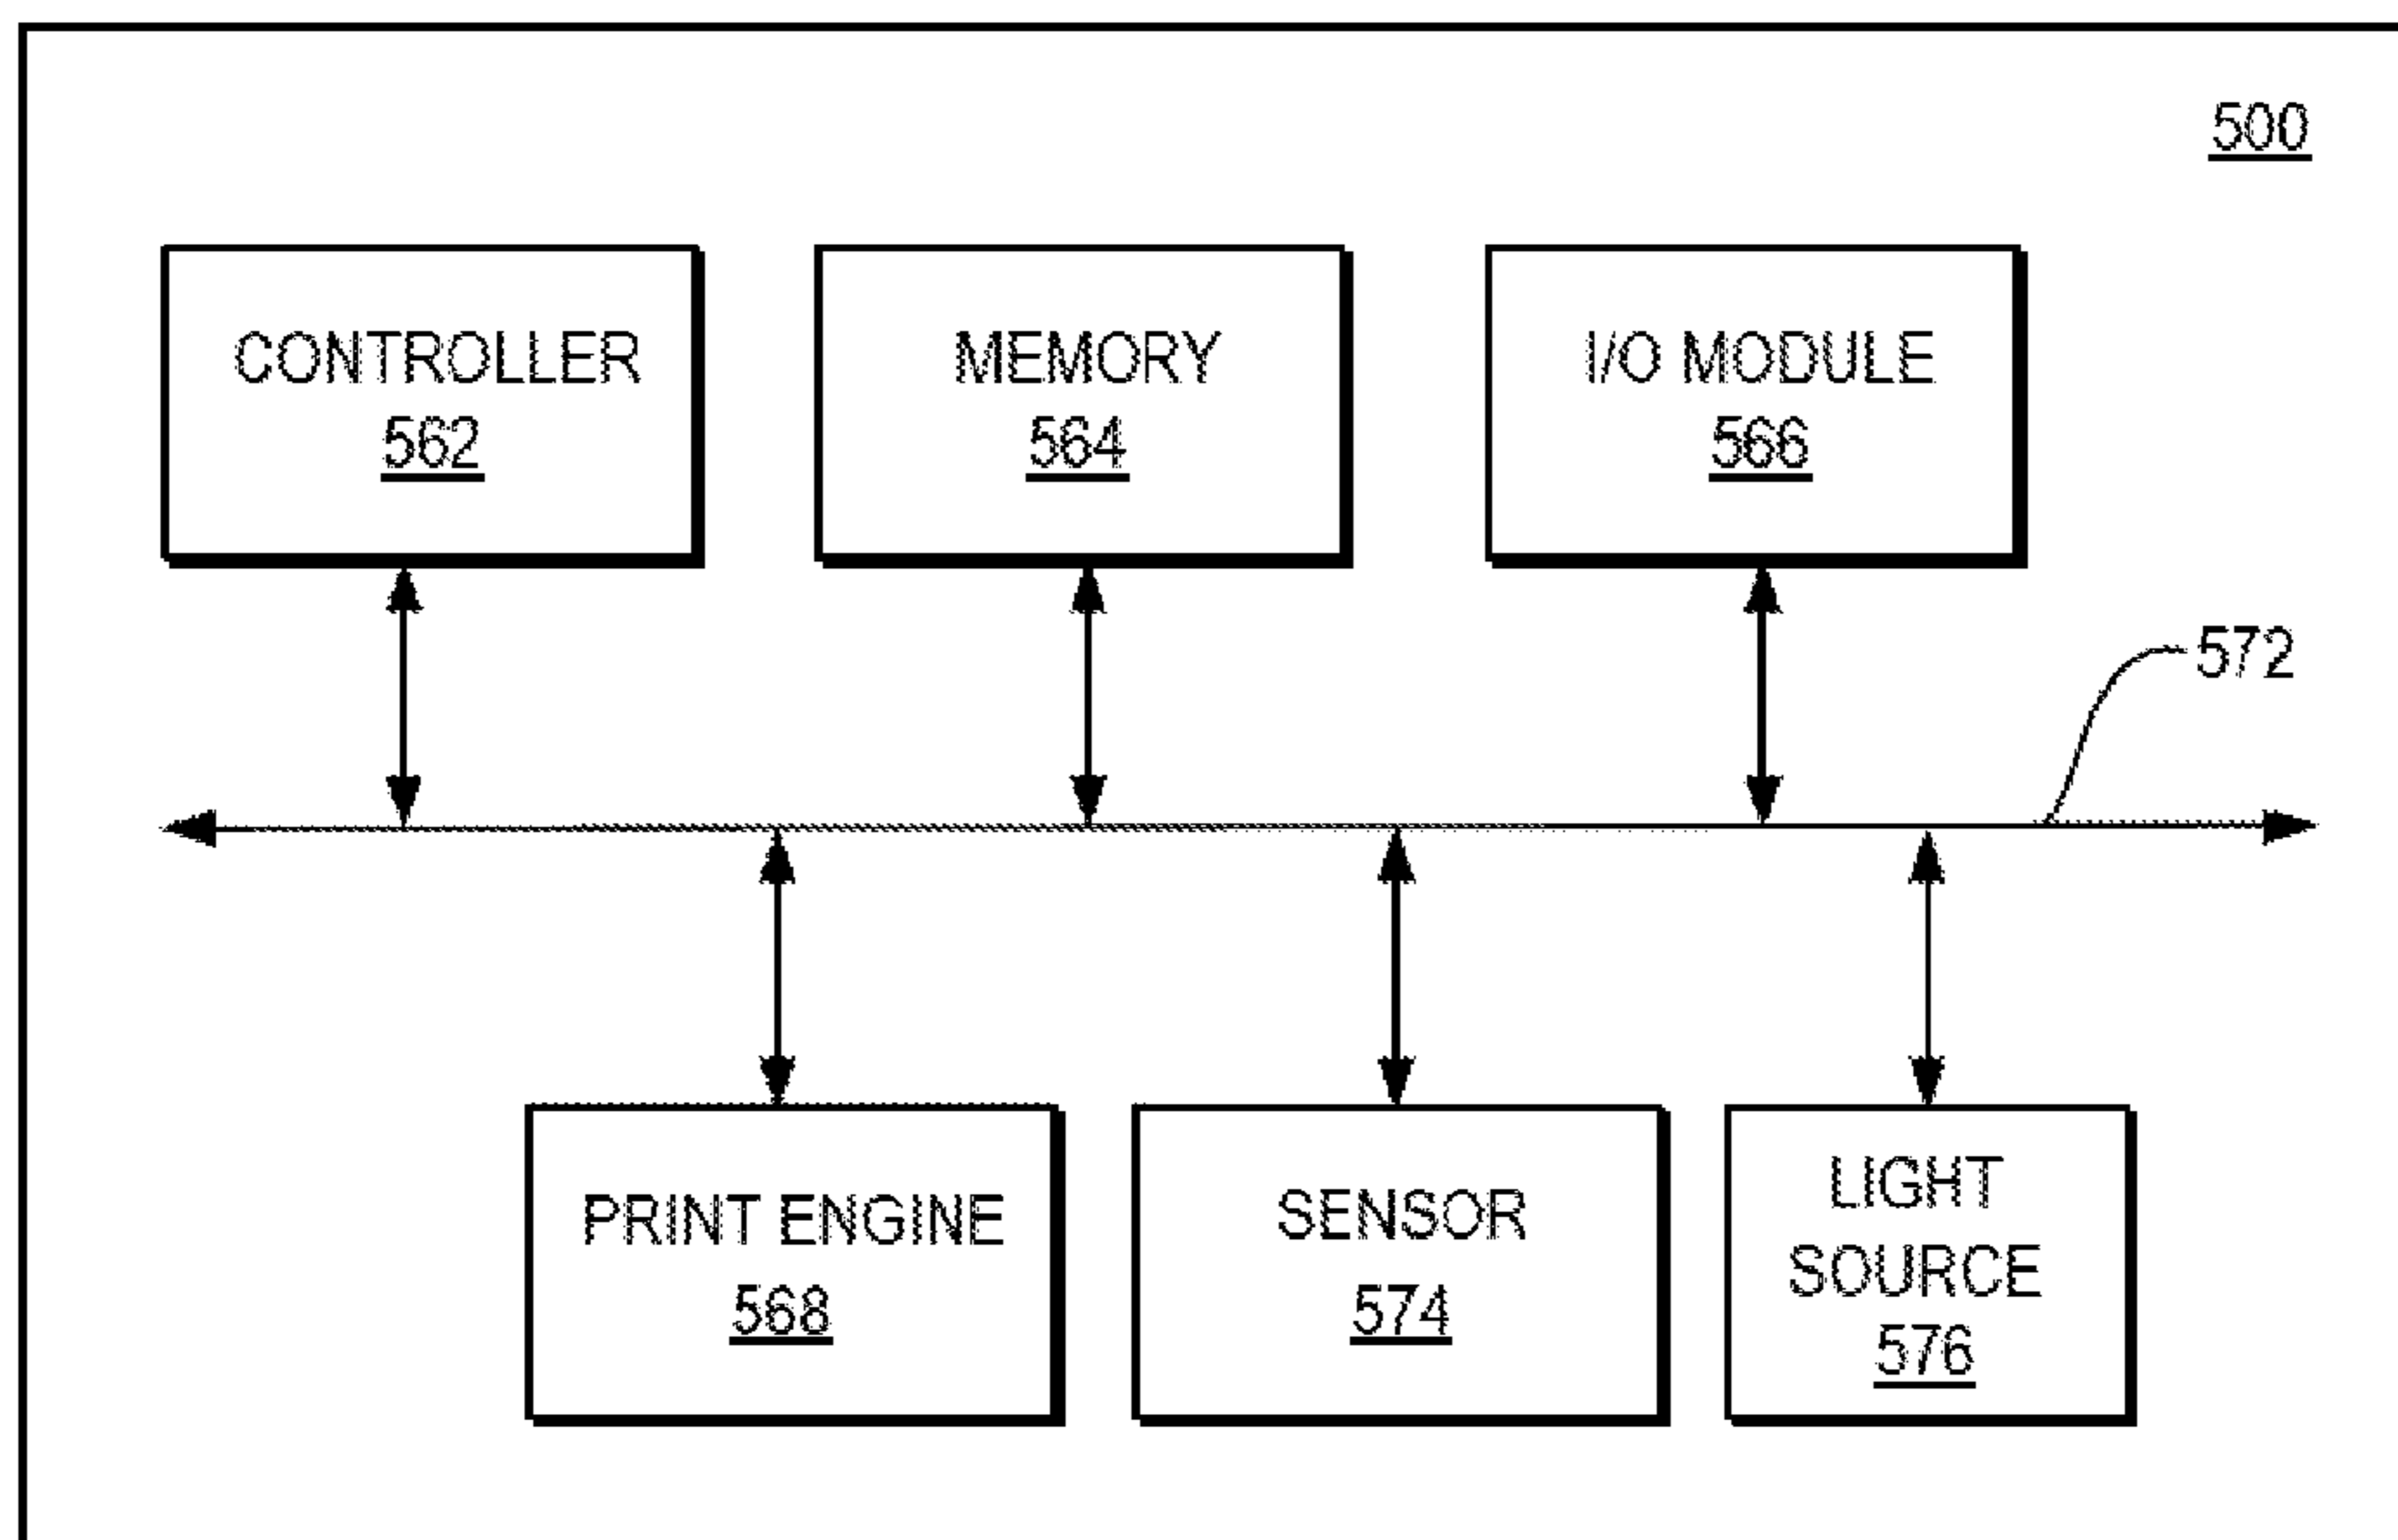 500
CONTROLLER
562
MEMORY
564
I/O MODULE
566
572
PRINT ENGINE
568
SENSOR
574
LIGHT
SOURCE
576